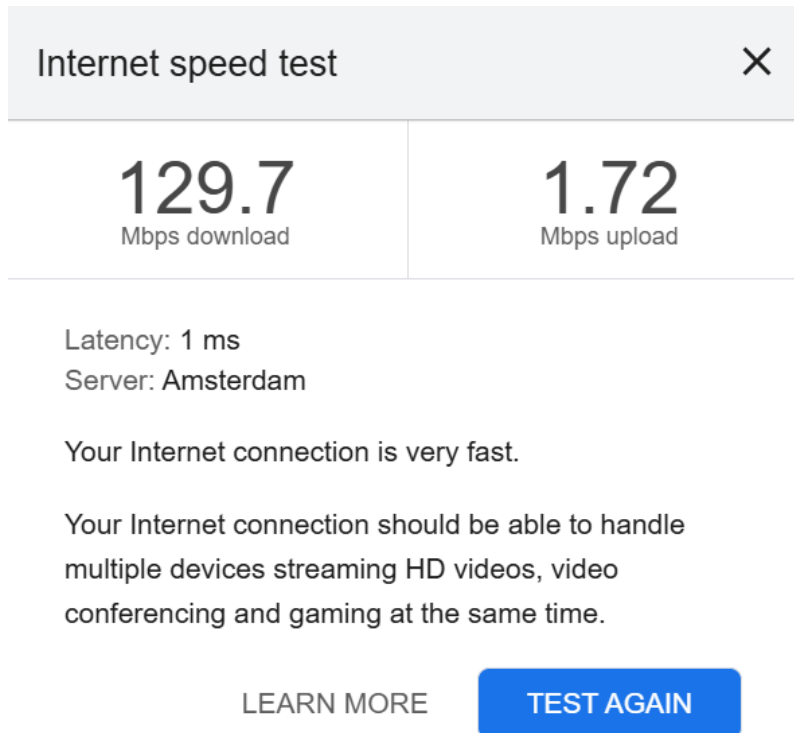 Internet speed test
129.7
Mbps download
1.72
Mbps upload
Latency: 1 ms
Server: Amsterdam
Your Internet connection is very fast.
Your Internet connection should be able to handle
multiple devices streaming HD videos, video
conferencing and gaming at the same time.
LEARN MORE
TEST AGAIN